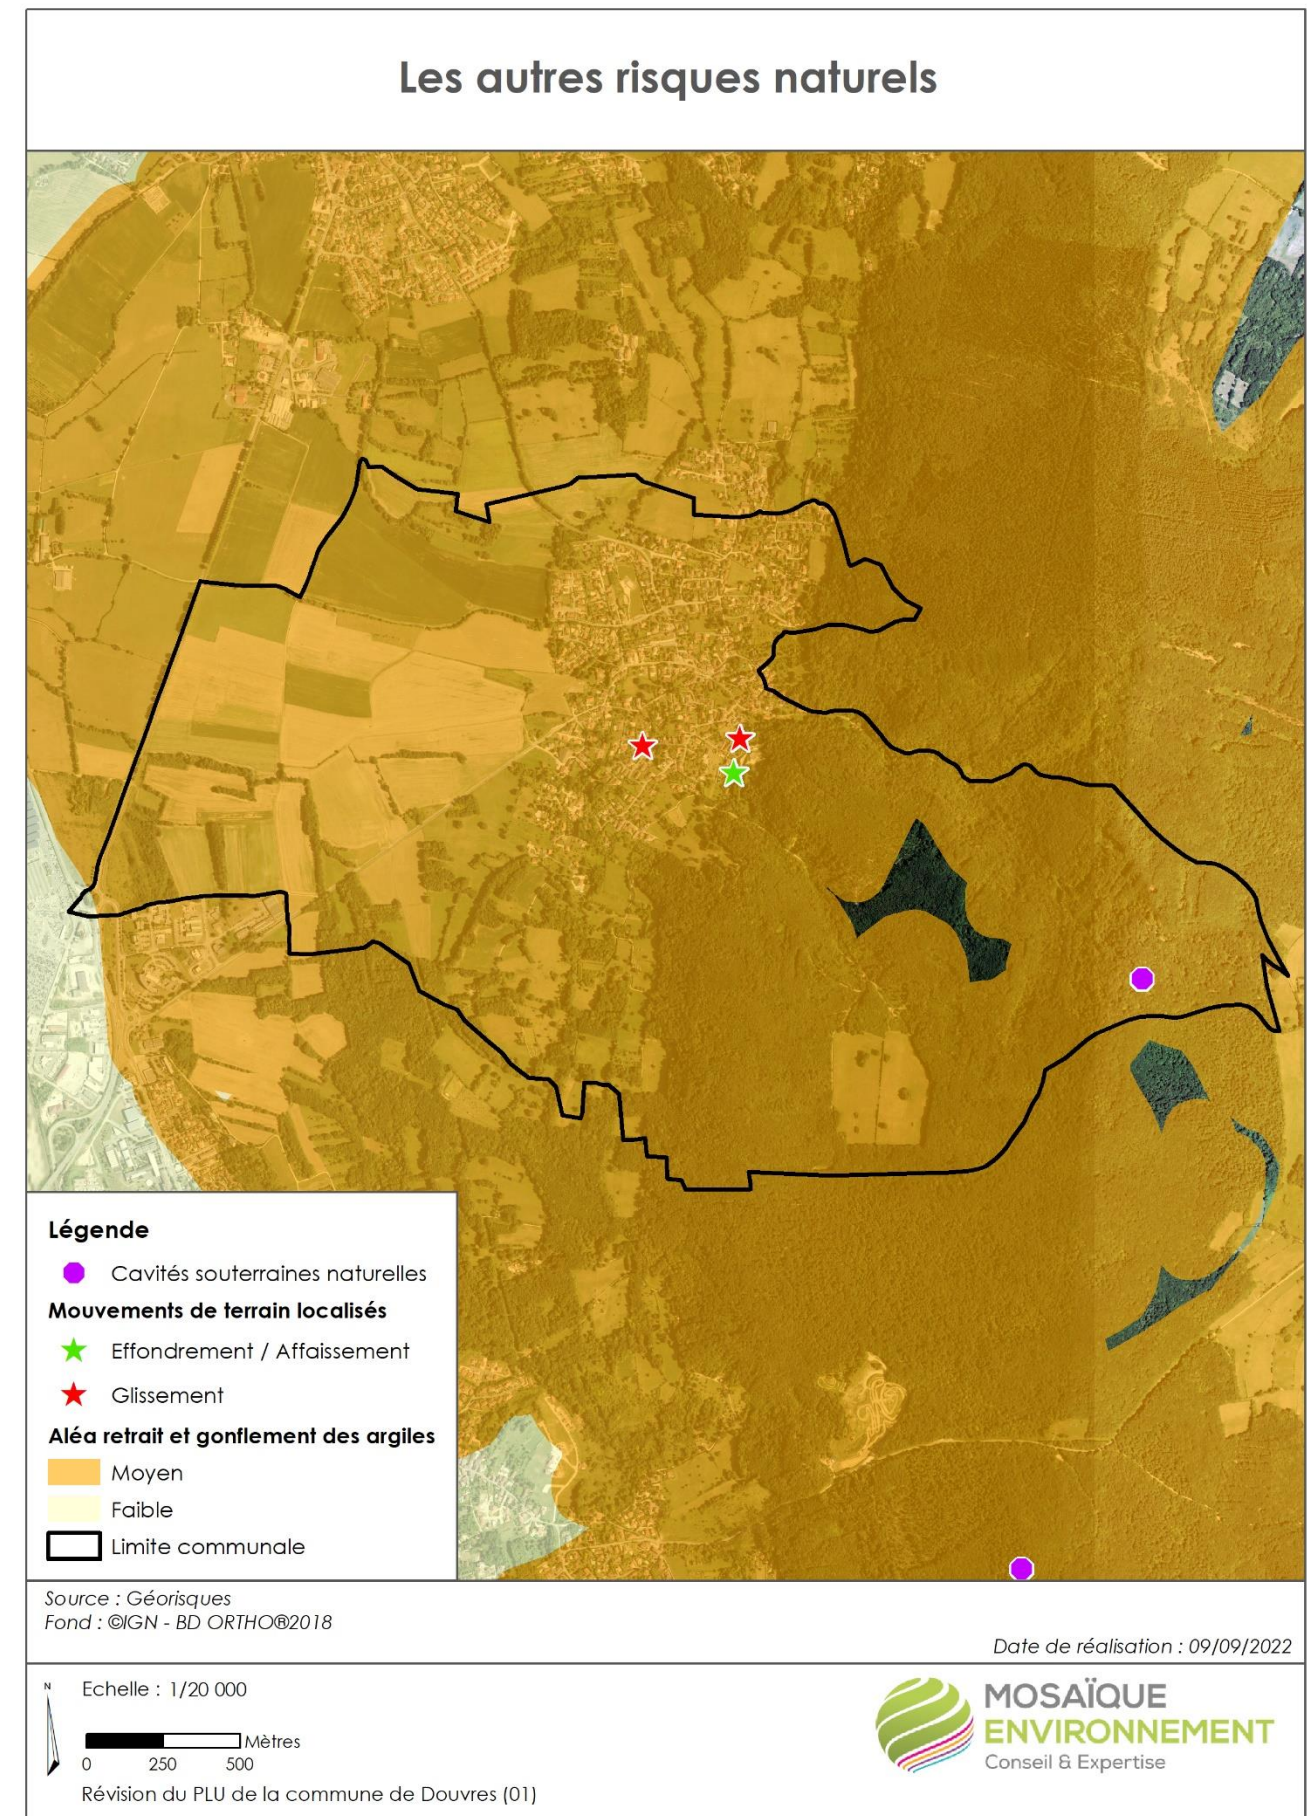 Les autres risques naturels
Légende
Cavités souterraines naturelles
Mouvements de terrain localisés
Effondrement / Affaissement
Glissement
Aléa retrait et gonflement des argiles
Moyen
Faible
Limite communale
Source : Géorisques
Fond : ©IGN - BD ORTHO®2018
Date de réalisation : 09/09/2022
N
Echelle : 1/20 000
Mètres
0 250 500
Révision du PLU de la commune de Douvres (01)
MOSAÏQUE
ENVIRONNEMENT
Conseil & Expertise